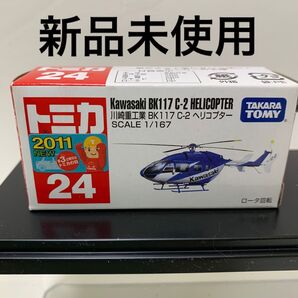 新品未使用
トミカ
24
2011
NEW
24
Kawasaki BK117 C-2 HELICOPTER
川崎重工業 BK117 C-2 ヘリコプター
SCALE 1/167
TAKARA
TOMY
Kawasaki
ロータ回転